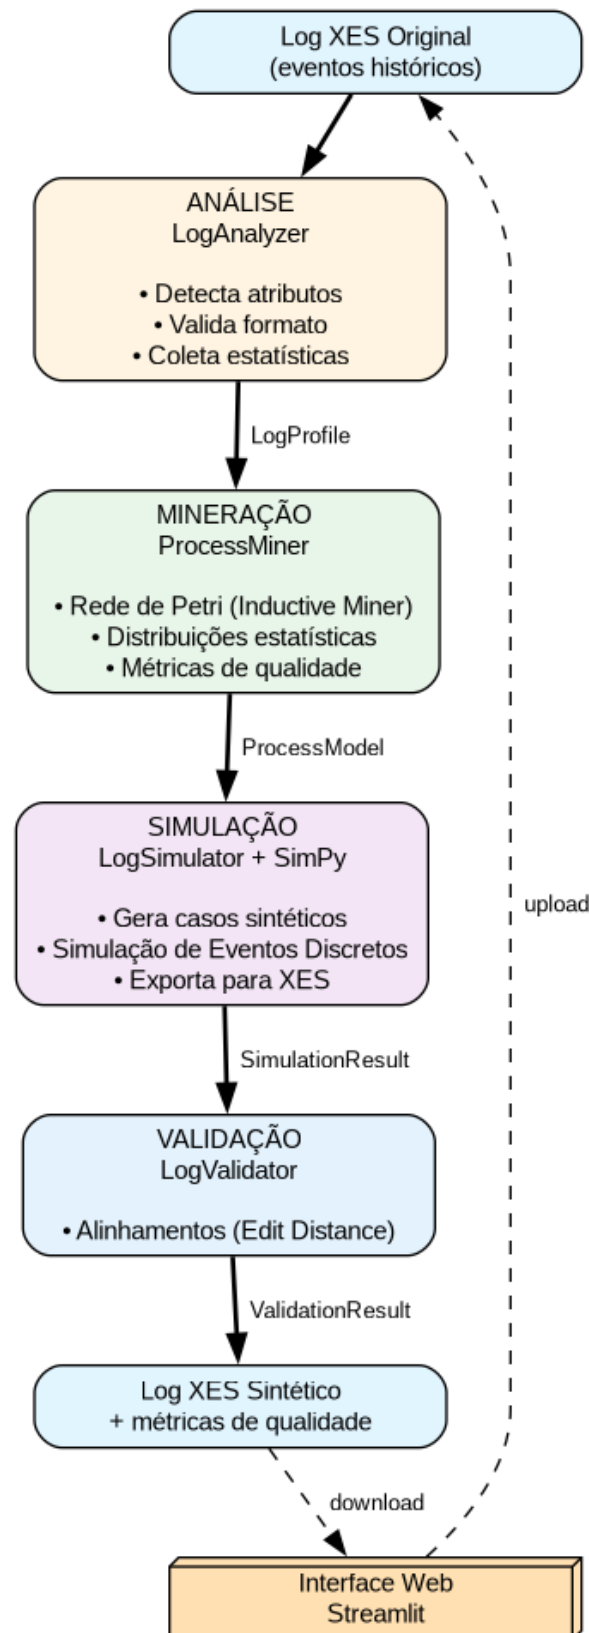 Log XES Original
(eventos históricos)
ANÁLISE
LogAnalyzer
• Detecta atributos
• Valida formato
• Coleta estatísticas
LogProfile
MINERAÇÃO
ProcessMiner
• Rede de Petri (Inductive Miner)
• Distribuições estatísticas
• Métricas de qualidade
ProcessModel
SIMULAÇÃO
LogSimulator + SimPy
• Gera casos sintéticos
• Simulação de Eventos Discretos
• Exporta para XES
upload
SimulationResult
VALIDAÇÃO
LogValidator
• Alinhamentos (Edit Distance)
ValidationResult
Log XES Sintético
+ métricas de qualidade
download
Interface Web
Streamlit